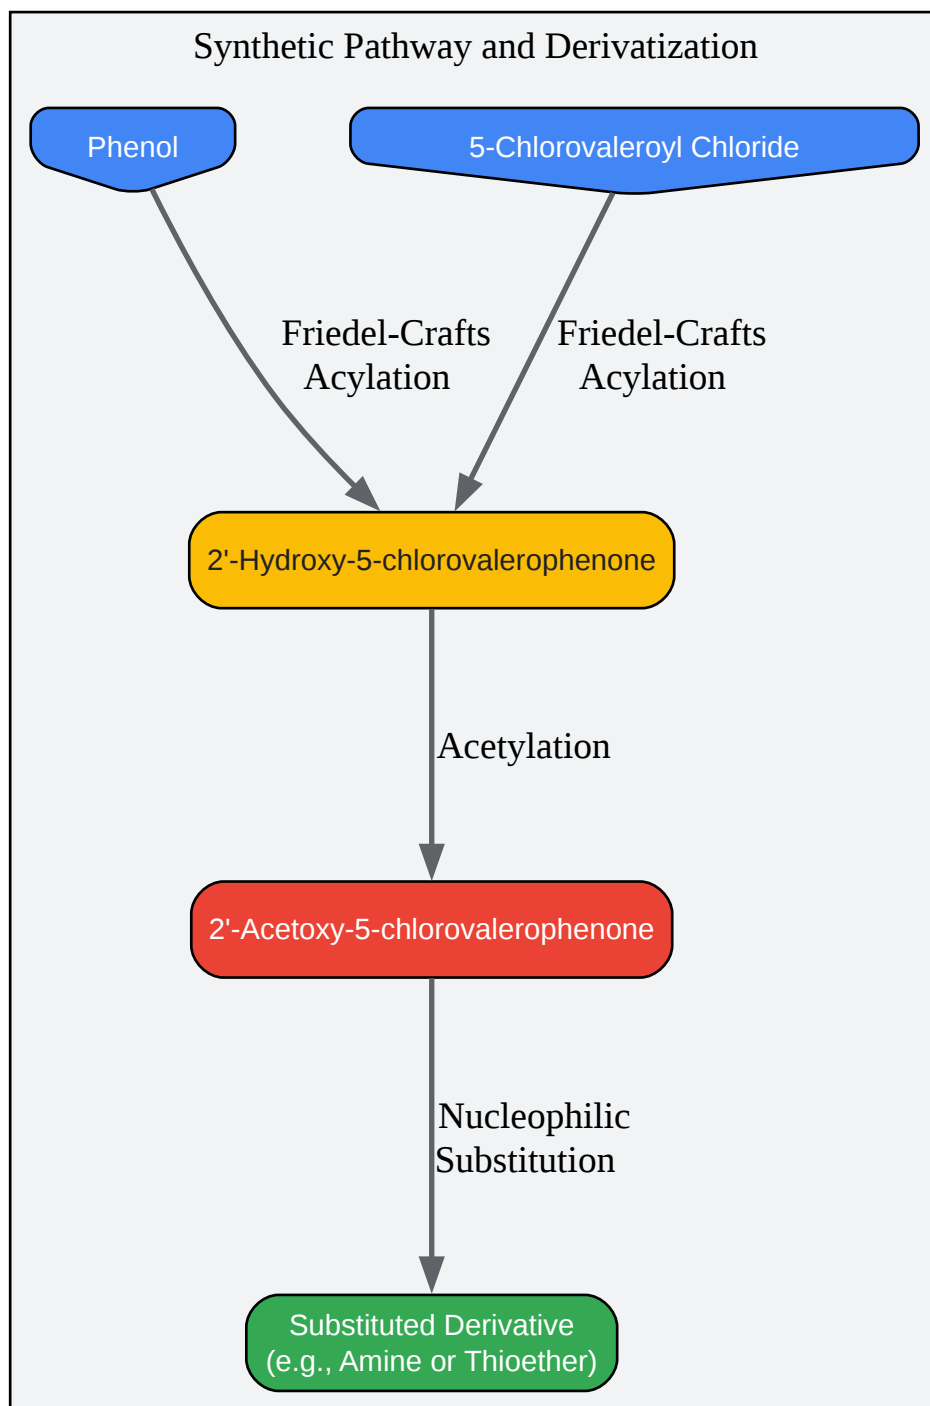 Synthetic Pathway and Derivatization
Phenol
5-Chlorovaleroyl Chloride
Friedel-Crafts
Acylation
Friedel-Crafts
Acylation
2'-Hydroxy-5-chlorovalerophenone
Acetylation
2'-Acetoxy-5-chlorovalerophenone
Nucleophilic
Substitution
Substituted Derivative
(e.g., Amine or Thioether)